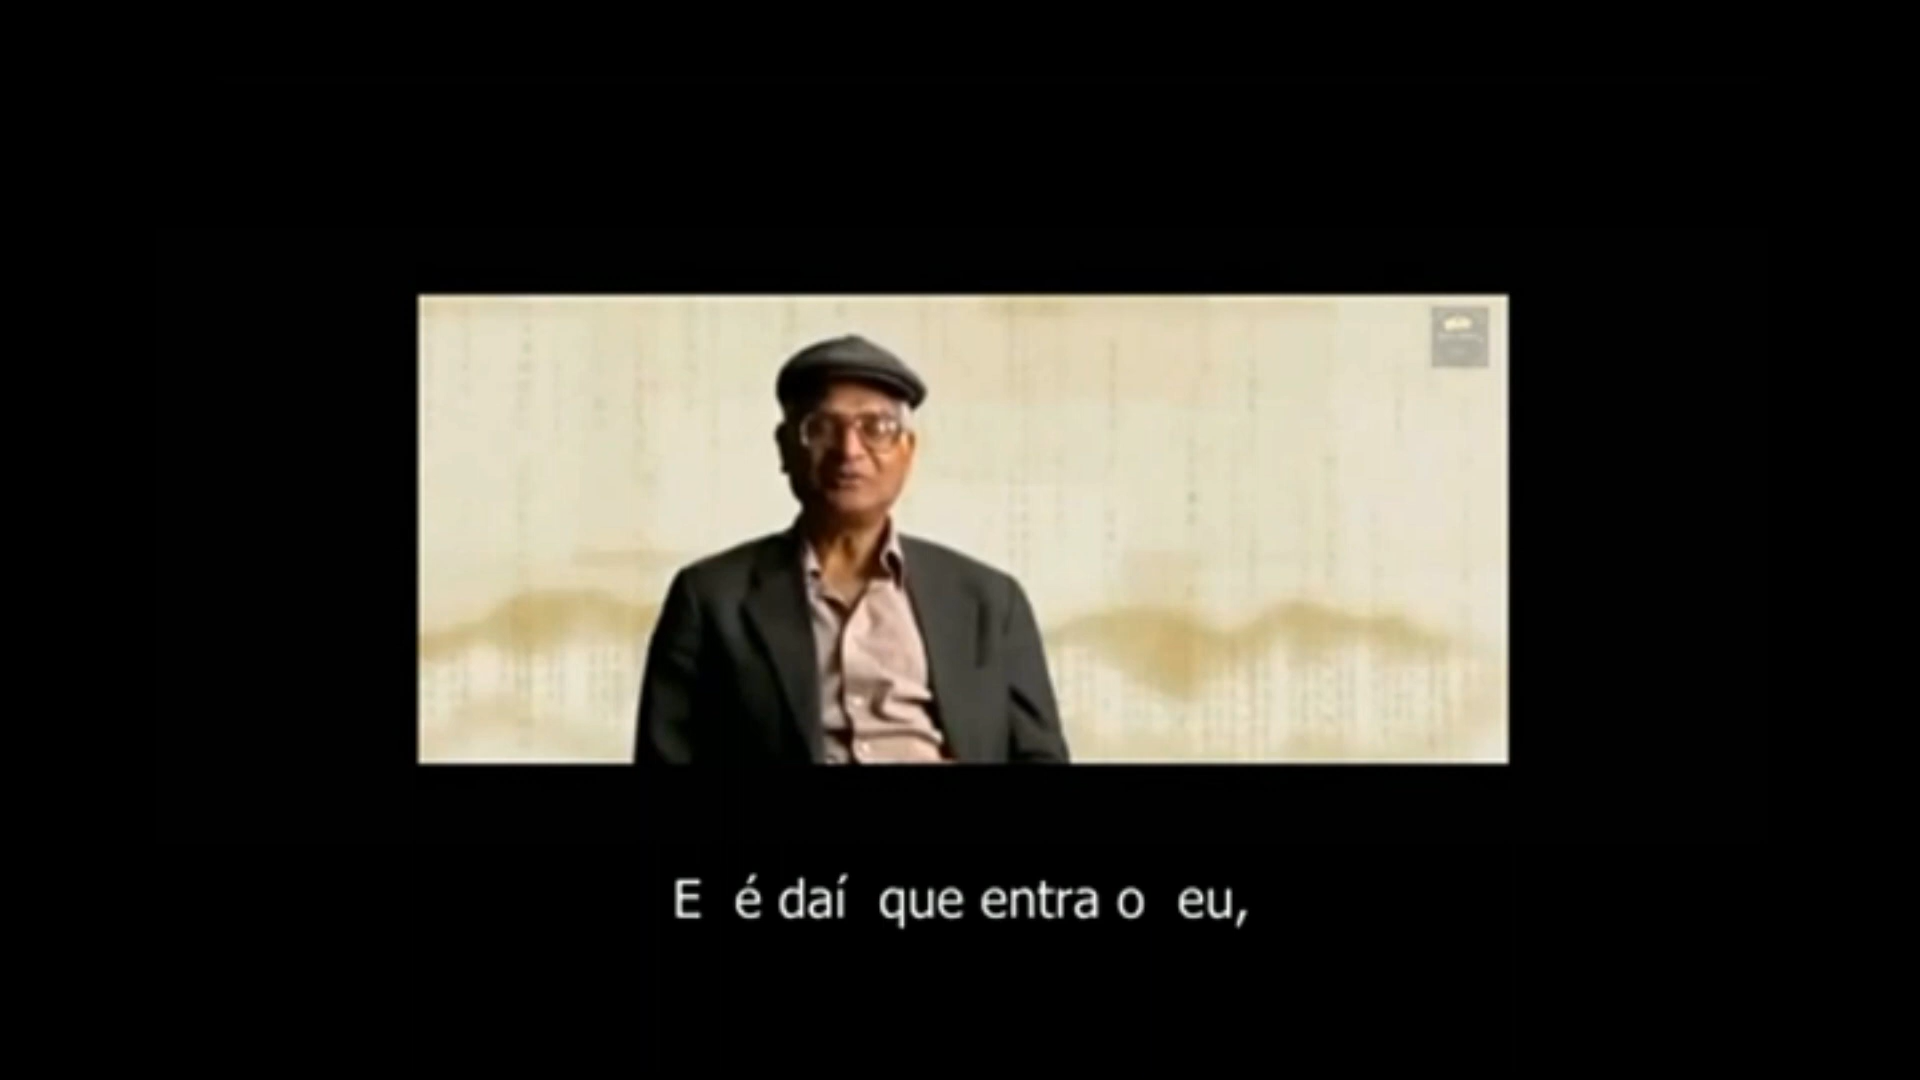 E é daí que entra o eu,